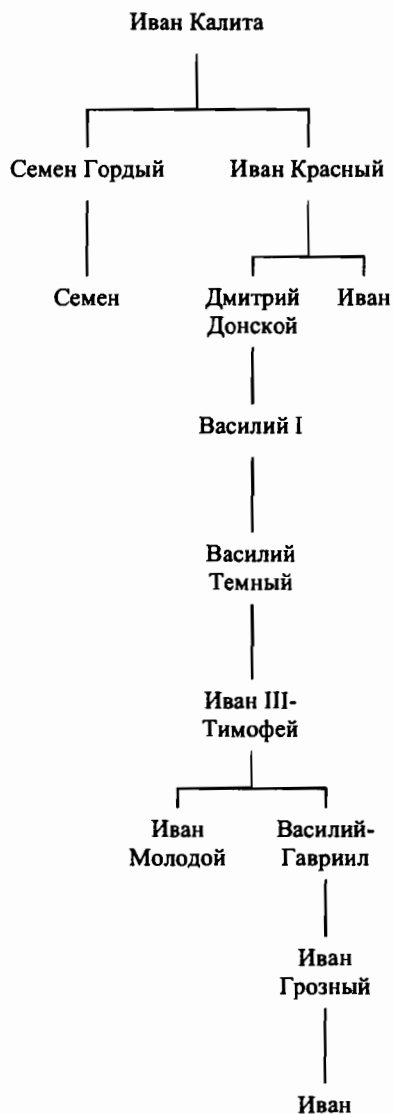 Иван Калита
Семен Гордый Иван Красный
Семен Дмитрий Донской Иван
Василий I
Василий
Темный
Иван III-
Тимофей
Иван
Молодой
Василий-
Гавриил
Иван
Грозный
Иван